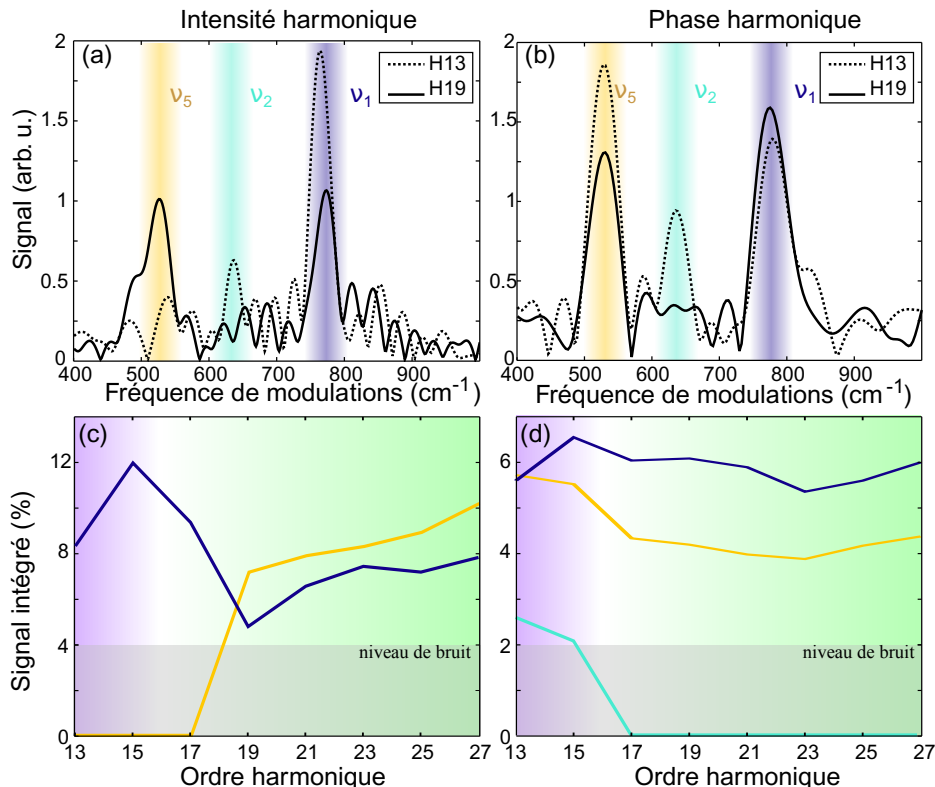 Intensité harmonique
Phase harmonique
(a)
H13
H19
ν5
ν2
ν1
2
1.5
1
0.5
0
Signal (arb. u.)
400 500 600 700 800 900
Fréquence de modulations (cm-1)
(b)
H13
H19
ν5
ν2
ν1
2
1.5
1
0.5
0
500 600 700 800 900
Fréquence de modulations (cm-1)
(c)
12
8
4
0
Signal intégré (%)
niveau de bruit
13 15 17 19 21 23 25 27
Ordre harmonique
(d)
6
4
2
0
niveau de bruit
13 15 17 19 21 23 25 27
Ordre harmonique